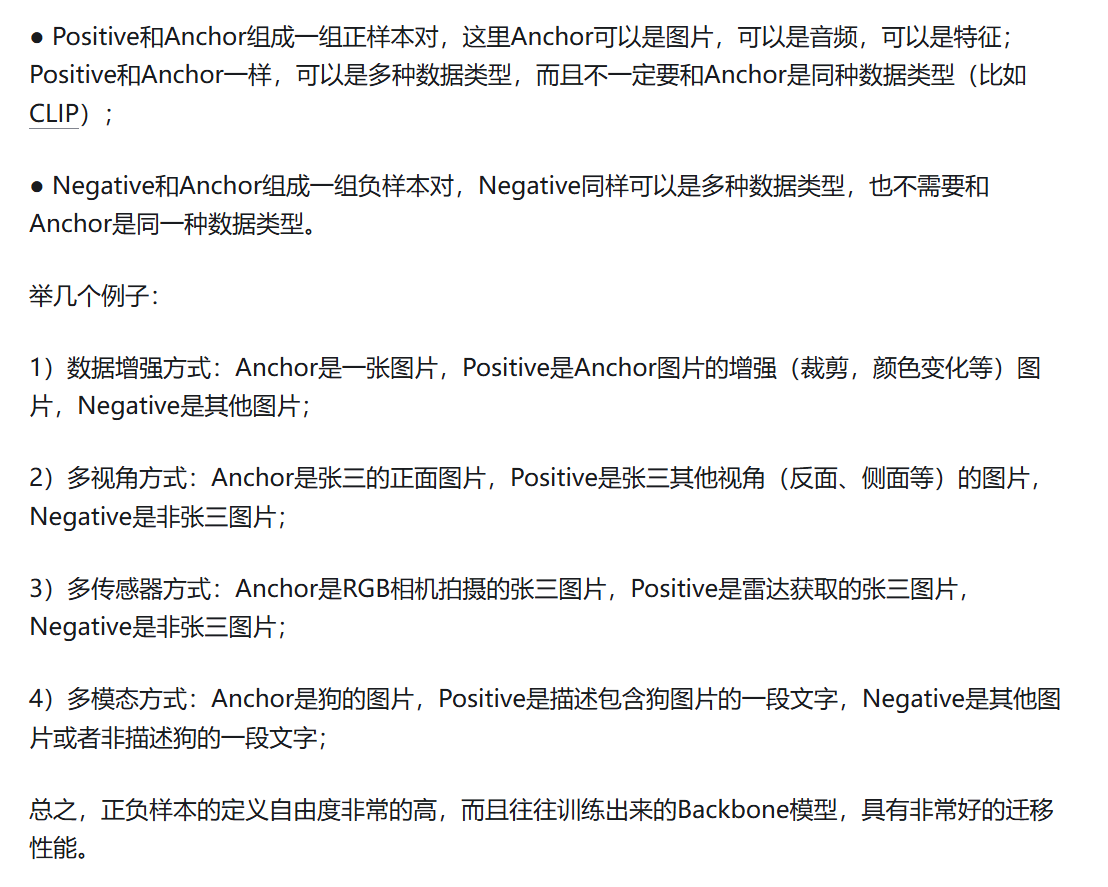 ● Positive和Anchor组成一组正样本对，这里Anchor可以是图片，可以是音频，可以是特征；
Positive和Anchor一样，可以是多种数据类型，而且不一定要和Anchor是同种数据类型（比如
CLIP）；
● Negative和Anchor组成一组负样本对，Negative同样可以是多种数据类型，也不需要和
Anchor是同一种数据类型。
举几个例子：
1）数据增强方式：Anchor是一张图片，Positive是Anchor图片的增强（裁剪，颜色变化等）图
片，Negative是其他图片；
2）多视角方式：Anchor是张三的正面图片，Positive是张三其他视角（反面、侧面等）的图片，
Negative是非张三图片；
3）多传感器方式：Anchor是RGB相机拍摄的张三图片，Positive是雷达获取的张三图片，
Negative是非张三图片；
4）多模态方式：Anchor是狗的图片，Positive是描述包含狗图片的一段文字，Negative是其他图
片或者非描述狗的一段文字；
总之，正负样本的定义自由度非常的高，而且往往训练出来的Backbone模型，具有非常好的迁移
性能。